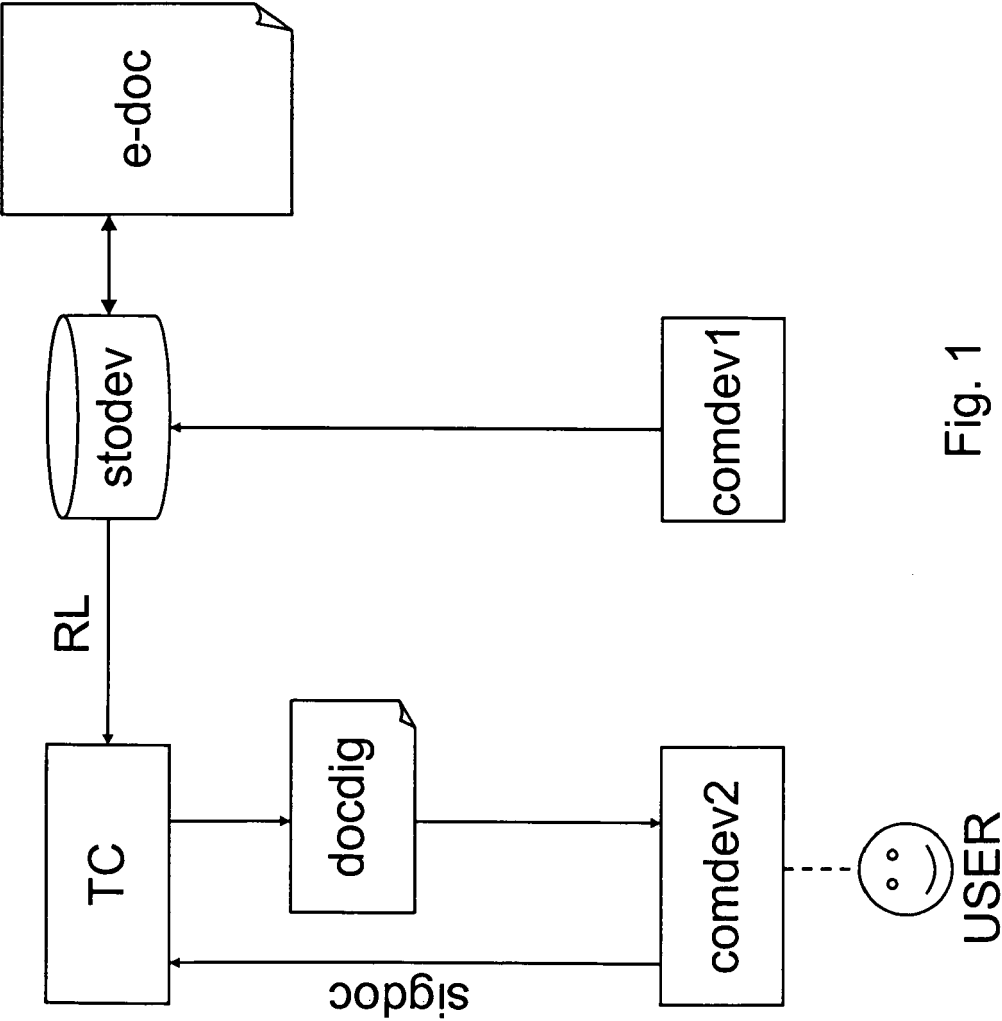 e-doc
stodev
RL
TC
docdig
sigdoc
comdev1
comdev2
USER
Fig. 1